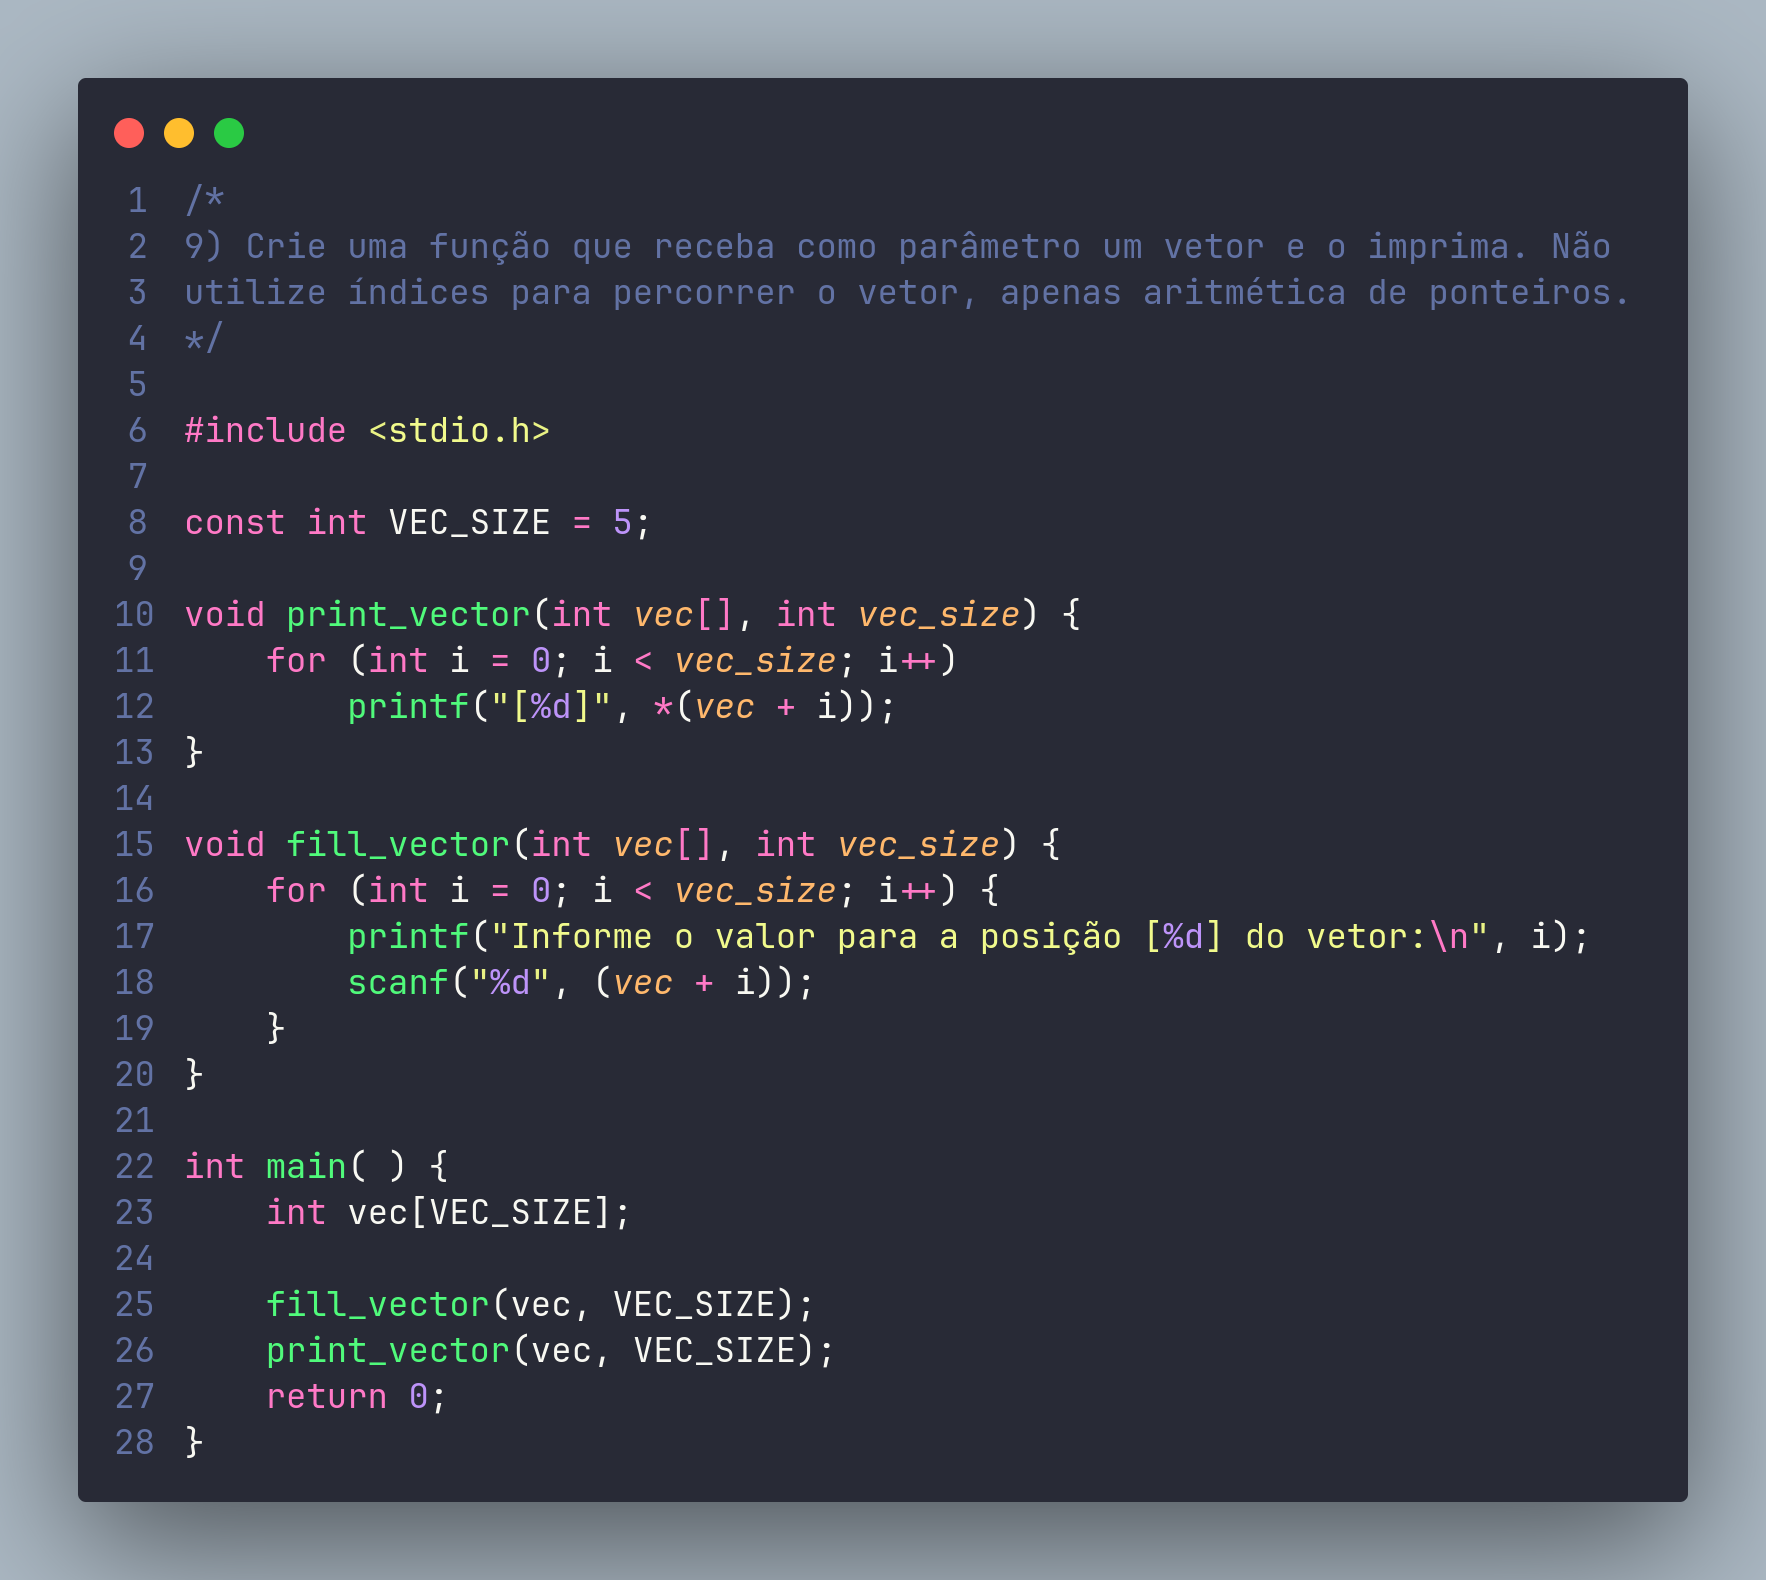 1 /*
2 9) Crie uma função que receba como parâmetro um vetor e o imprima. Não
3 utilize índices para percorrer o vetor, apenas aritmética de ponteiros.
4 */
5
6 #include <stdio.h>
7
8 const int VEC_SIZE = 5;
9
10 void print_vector(int vec[], int vec_size) {
11     for (int i = 0; i < vec_size; i++)
12         printf("[%d]", *(vec + i));
13 }
14
15 void fill_vector(int vec[], int vec_size) {
16     for (int i = 0; i < vec_size; i++) {
17         printf("Informe o valor para a posição [%d] do vetor:\n", i);
18         scanf("%d", (vec + i));
19     }
20 }
21
22 int main( ) {
23     int vec[VEC_SIZE];
24
25     fill_vector(vec, VEC_SIZE);
26     print_vector(vec, VEC_SIZE);
27     return 0;
28 }